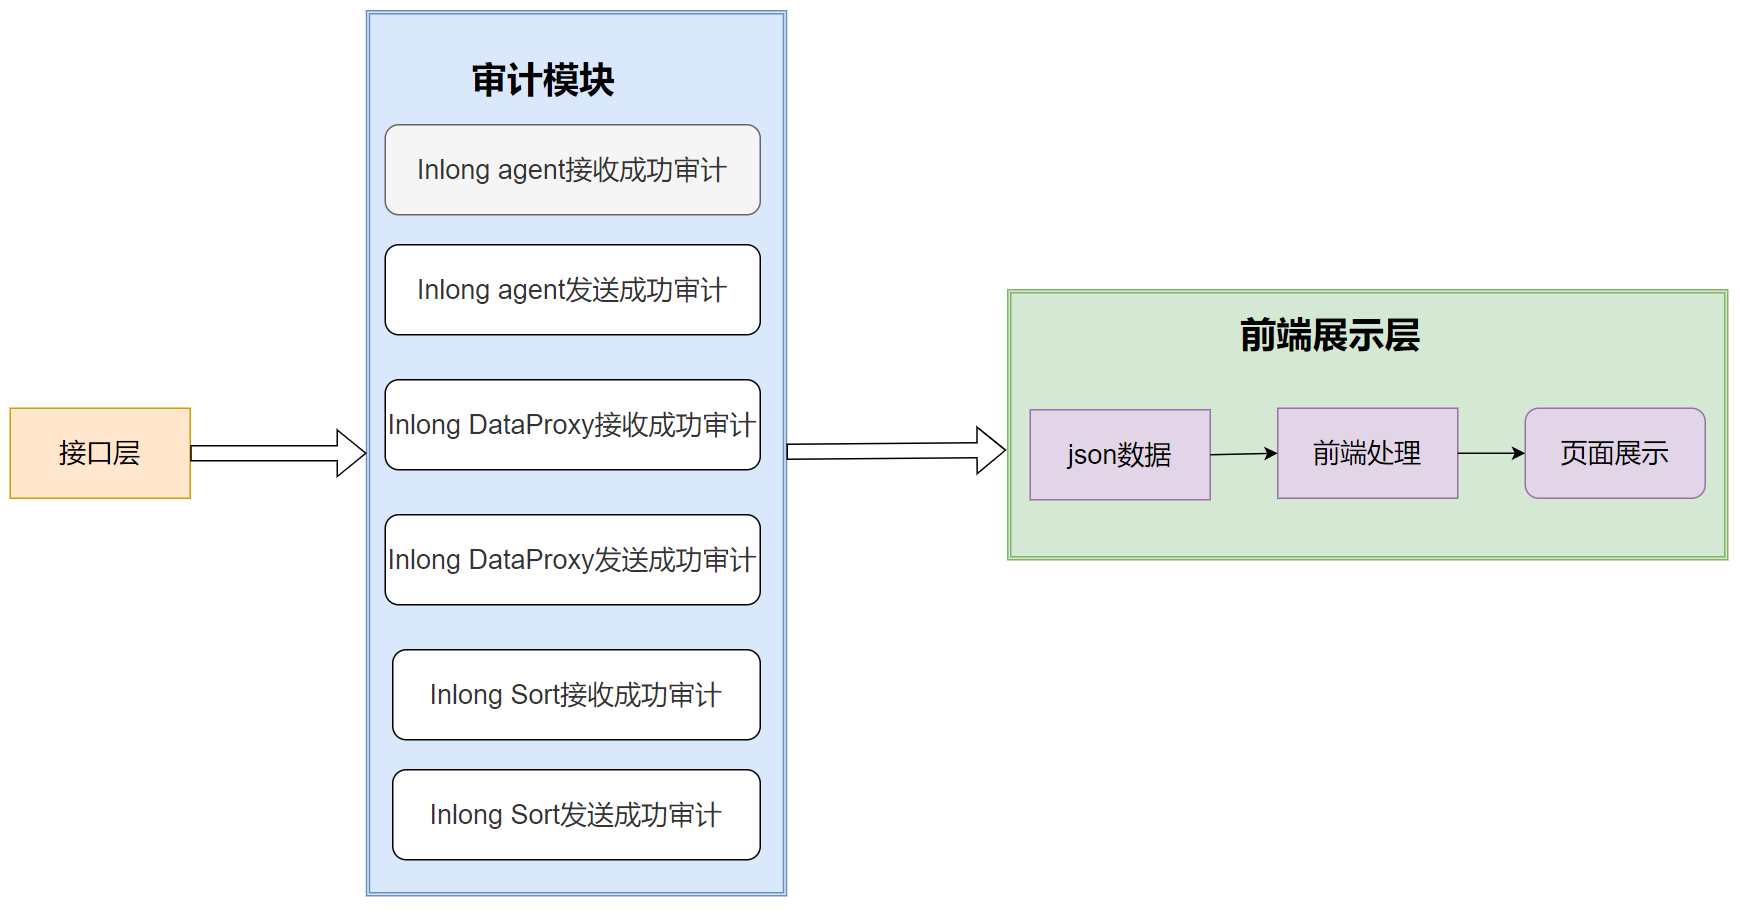 审计模块
Inlong agent接收成功审计
Inlong agent发送成功审计
Inlong DataProxy接收成功审计
Inlong DataProxy发送成功审计
Inlong Sort接收成功审计
Inlong Sort发送成功审计
接口层
前端展示层
json数据
前端处理
页面展示